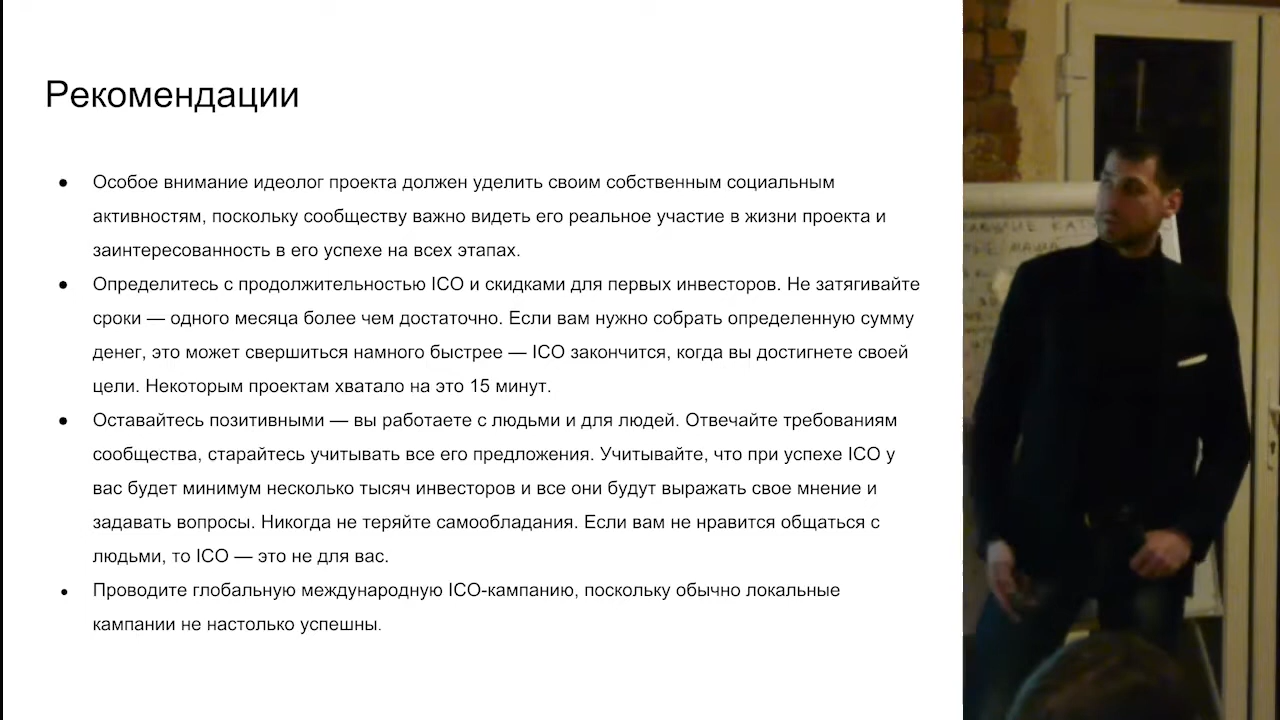 Рекомендации
● Особое внимание идеолог проекта должен уделить своим собственным социальным
активностям, поскольку сообществу важно видеть его реальное участие в жизни проекта и
заинтересованность в его успехе на всех этапах.
● Определитесь с продолжительностью ICO и скидками для первых инвесторов. Не затягивайте
сроки — одного месяца более чем достаточно. Если вам нужно собрать определенную сумму
денег, это может свершиться намного быстрее — ICO закончится, когда вы достигнете своей
цели. Некоторым проектам хватало на это 15 минут.
● Оставайтесь позитивными — вы работаете с людьми и для людей. Отвечайте требованиям
сообщества, старайтесь учитывать все его предложения. Учитывайте, что при успехе ICO у
вас будет минимум несколько тысяч инвесторов и все они будут выражать свое мнение и
задавать вопросы. Никогда не теряйте самообладания. Если вам не нравится общаться с
людьми, то ICO — это не для вас.
● Проводите глобальную международную ICO-кампанию, поскольку обычно локальные
кампании не настолько успешны.